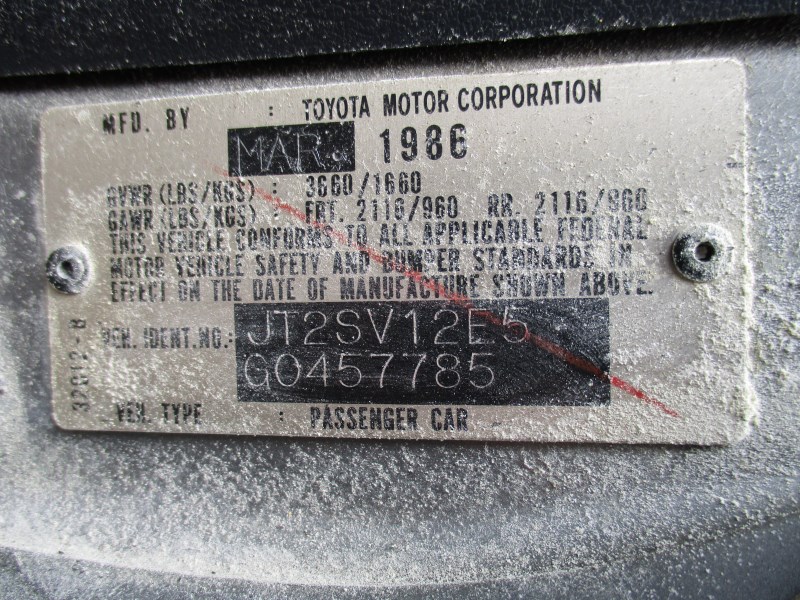 MFD. BY : TOYOTA MOTOR CORPORATION
MAR. 1986
GVWR (LBS/KGS) : 3660/1660
GAWR (LBS/KGS) : FRT. 2116/960 RR. 2116/960
THIS VEHICLE CONFORMS TO ALL APPLICABLE FEDERAL
MOTOR VEHICLE SAFETY AND BUMPER STANDARDS IN
EFFECT ON THE DATE OF MANUFACTURE SHOWN ABOVE.
VEH. IDENT.NO.: JT2SV12E5
G0457785
VEH. TYPE : PASSENGER CAR
32012-B